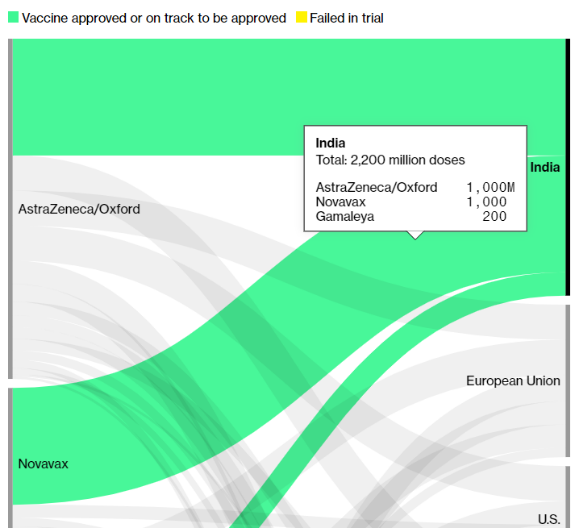 Vaccine approved or on track to be approved Failed in trial
India
Total: 2,200 million doses
AstraZeneca/Oxford 1,000M
Novavax 1,000
Gamaleya 200
India
AstraZeneca/Oxford
European Union
Novavax
U.S.